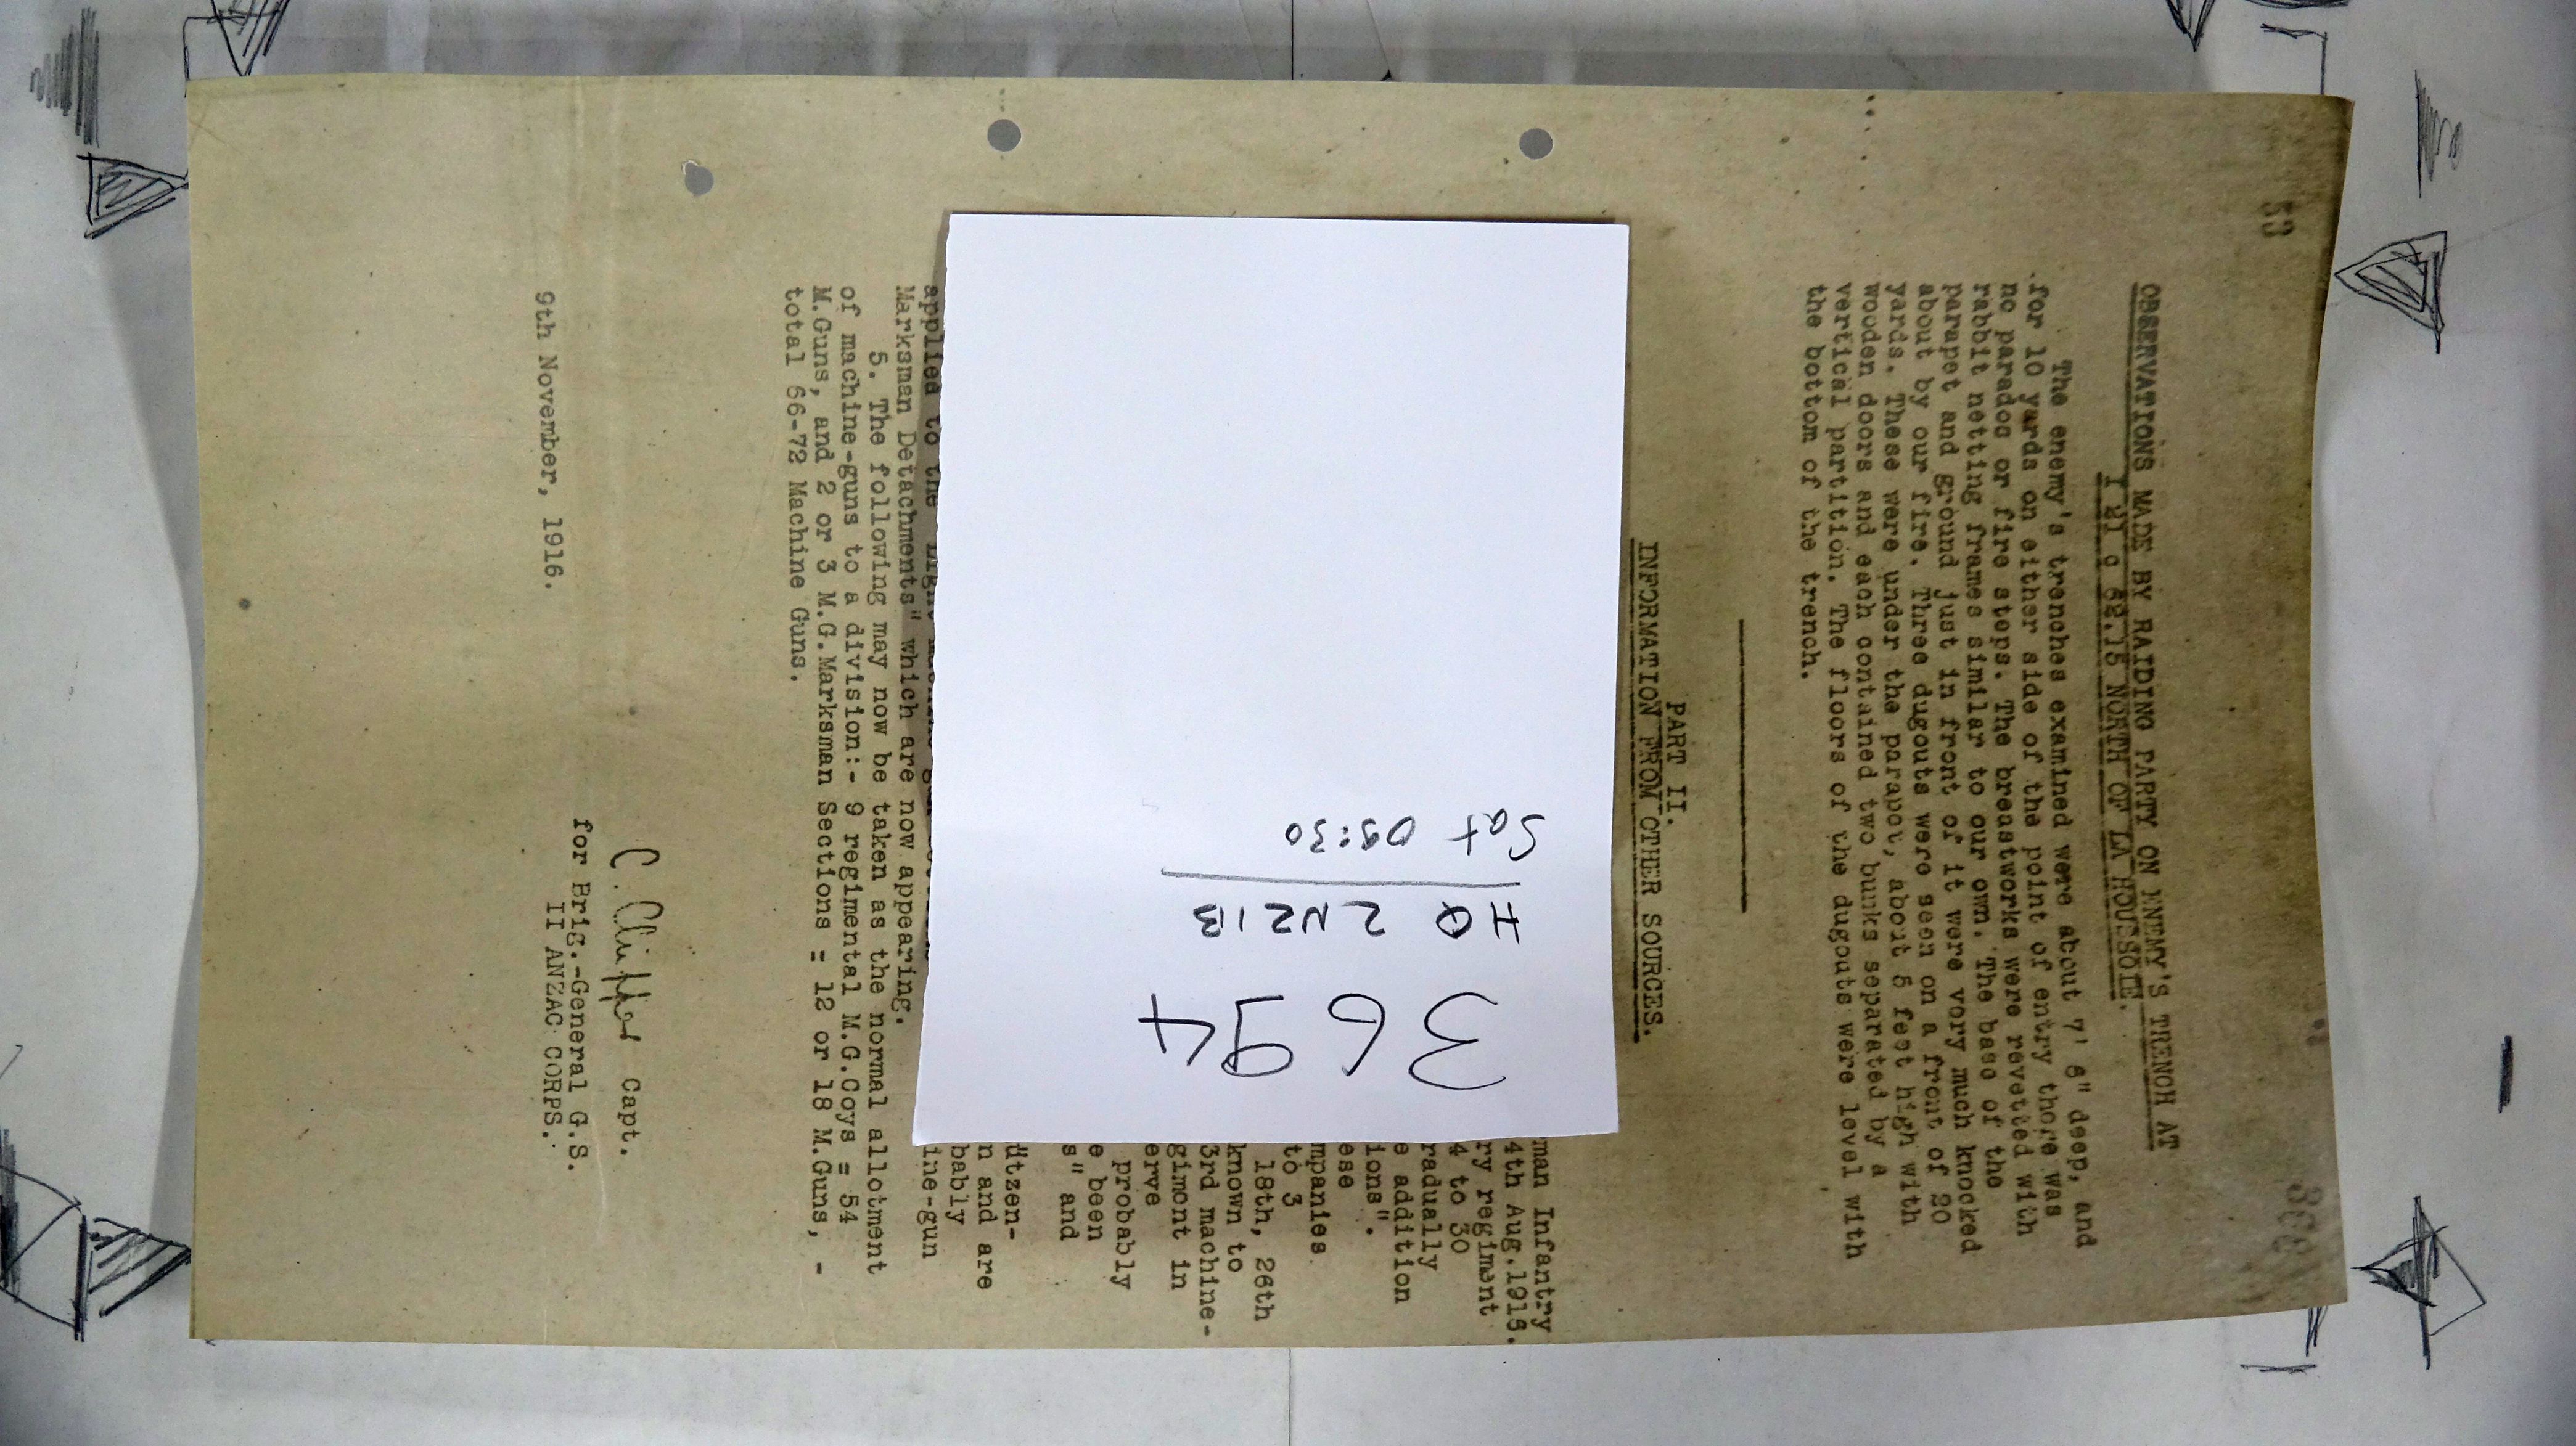 53
OBSERVATIONS MADE BY RAIDING PARTY ON ENEMY'S TRENCH AT
NORTH OF LA HOUSSOIE.
The enemy's trenches examined were about 7' 6" deep, and
for 10 yards on either side of the point of entry there was
no parados or fire steps. The breastworks were revetted with
rabbit netting frames similar to our own. The base of the
parapet and ground just in front of it were very much knocked
about by our fire. Three dugouts were seen on a front of 20
yards. These were under the parapet, about 5 feet high with
wooden doors and each contained two bunks separated by a
vertical partition. The floors of the dugouts were level with
the bottom of the trench.
PART II.
INFORMATION FROM OTHER SOURCES.
man Infantry
4th Aug.1916.
ry regiment
4 to 30
radually
e addition
ions".
ese
mpanies
to 3
18th, 26th
known to
3rd machine-
giment in
erve
probably
e been
s" and
ützen-
n and are
bably
applied to the ine-gun
Marksman Detachments" which are now appearing.
5. The following may now be taken as the normal allotment
of machine-guns to a division:- 9 regimental M.G.Coys = 54
M.Guns, and 2 or 3 M.G.Marksman Sections = 12 or 18 M.Guns, -
total 66-72 Machine Guns.
C. Capt.
for Brig.-General G.S.
II ANZAC CORPS.
9th November, 1916.
3694
HQ 2 NZIB
Sat 09:30